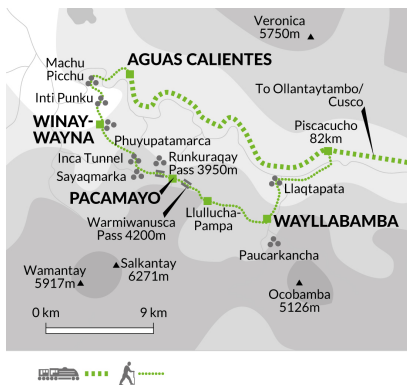 Veronica
5750m
AGUAS CALIENTES
Machu
Picchu
To Ollantaytambo/
Cusco
Inti Punku
WINAY-
WAYNA
Piscacucho
82km
Phuyupatamarca
Inca Tunnel
Runkuraqay
Pass 3950m
Sayaqmarka
Llaqtapata
PACAMAYO
Warmiwanusca
Pass 4200m
Llullucha-
Pampa
WAYLLABAMBA
Paucarkancha
Wamantay
5917m
Salkantay
6271m
Ocobamba
5126m
0 km
9 km